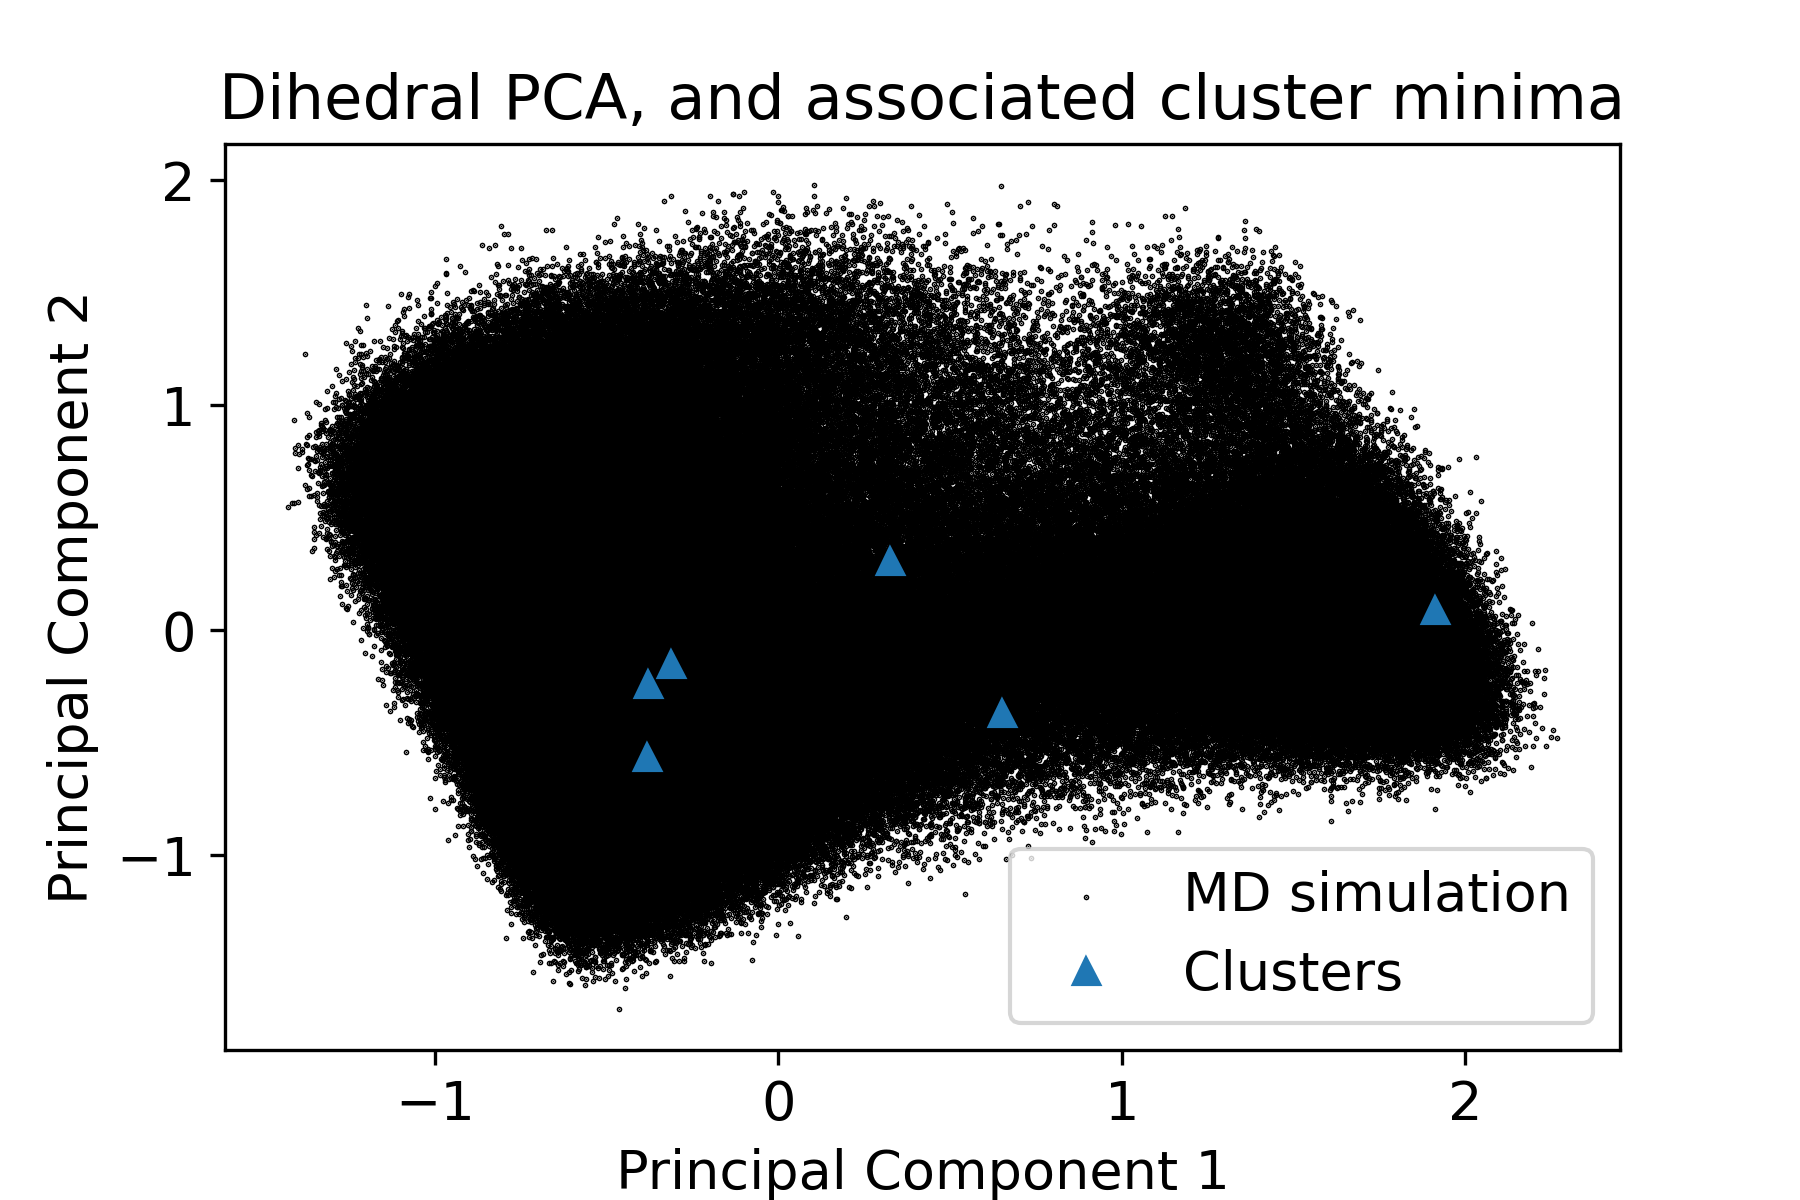 Dihedral PCA, and associated cluster minima
2
1
0
−1
Principal Component 2
MD simulation
Clusters
−1 0 1 2
Principal Component 1